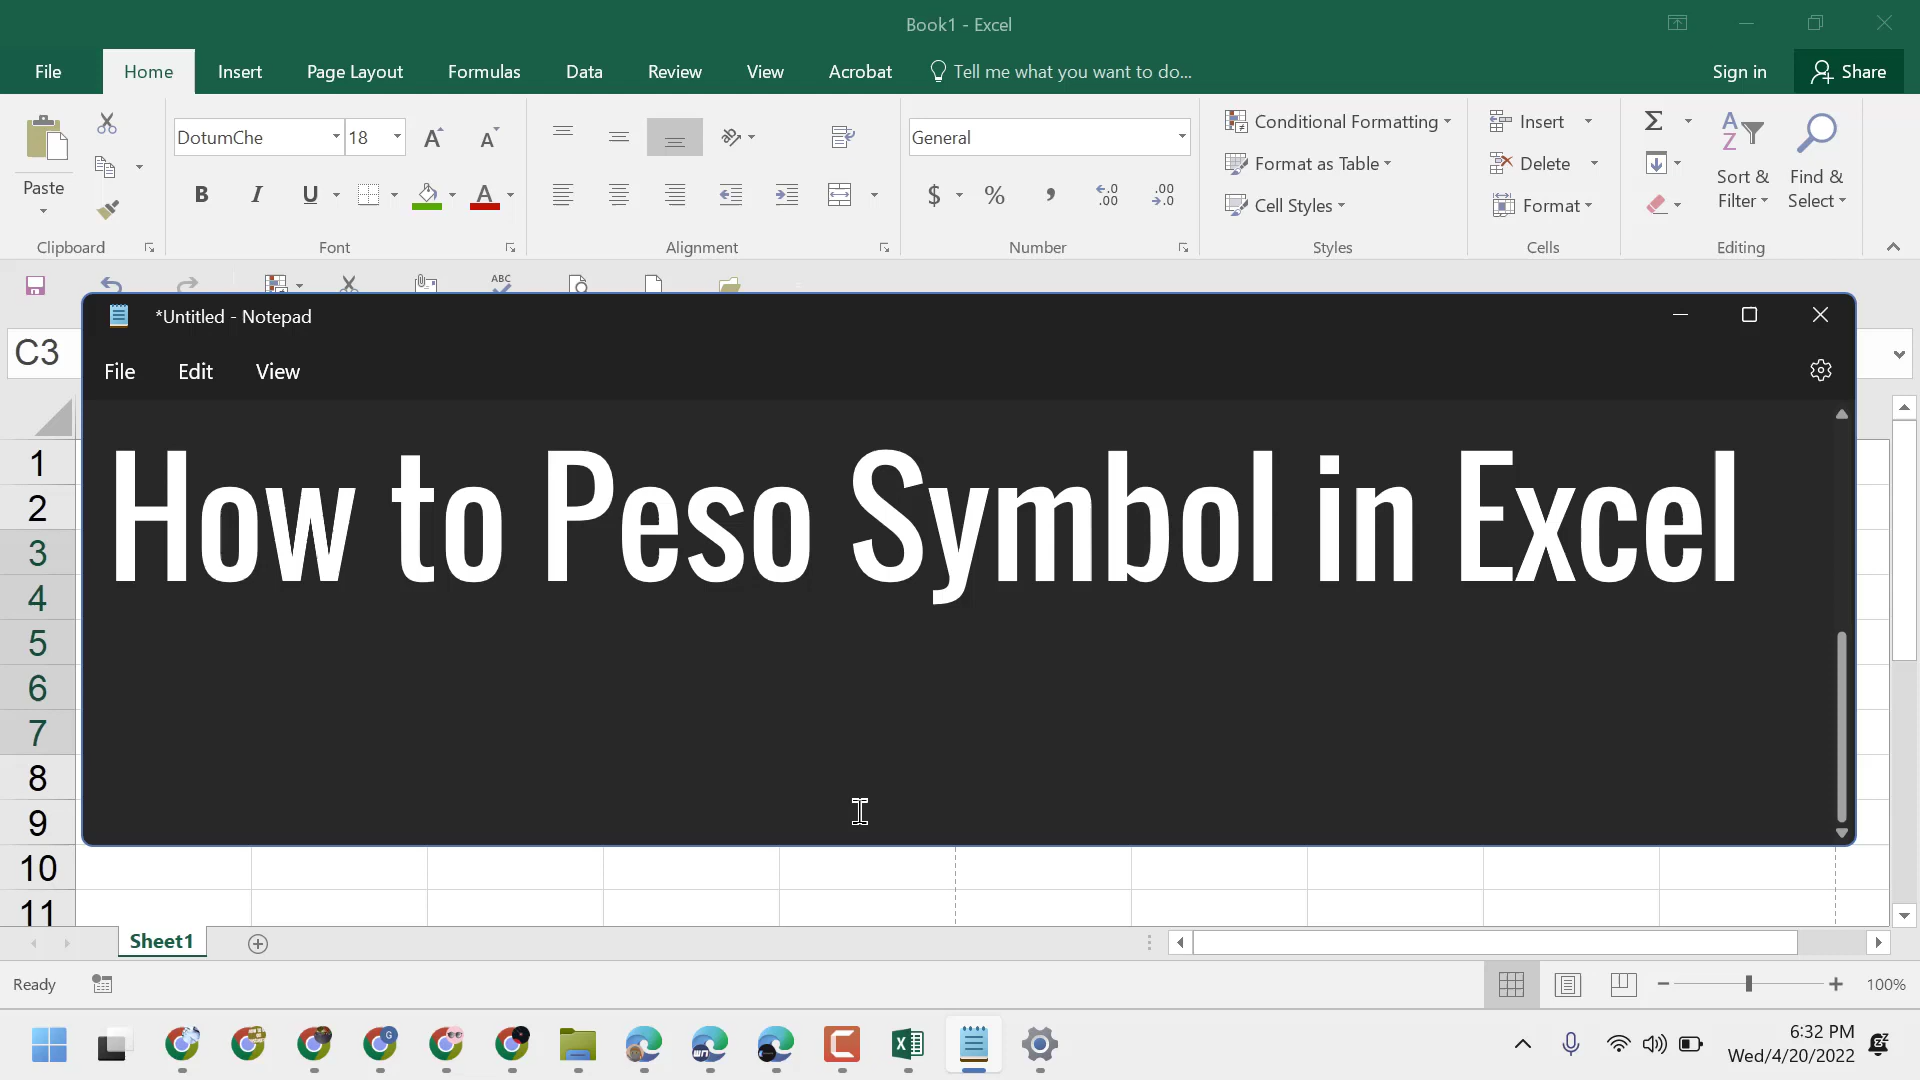 Book1 - Excel
File Home Insert Page Layout Formulas Data Review View Acrobat Tell me what you want to do... Sign in Share
DotumChe 18 General Conditional Formatting Insert
Paste Format as Table Delete Sort & Find &
B I U A $ % , Cell Styles Format Filter Select
Clipboard Font Alignment Number Styles Cells Editing
ABC
*Untitled - Notepad
C3
File Edit View
How to Peso Symbol in Excel
1
2
3
4
5
6
7
8
9
10
11
Sheet1
Ready 100%
6:32 PM
Wed/4/20/2022